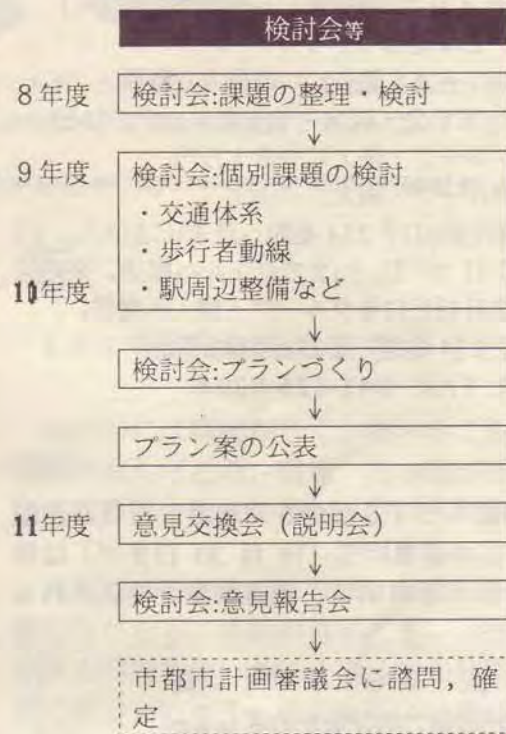 検討会等
8年度
検討会:課題の整理・検討
↓
9年度
検討会:個別課題の検討
・交通体系
・歩行者動線
10年度
・駅周辺整備など
↓
検討会:プランづくり
↓
プラン案の公表
↓
11年度
意見交換会（説明会）
↓
検討会:意見報告会
↓
市都市計画審議会に諮問，確
定